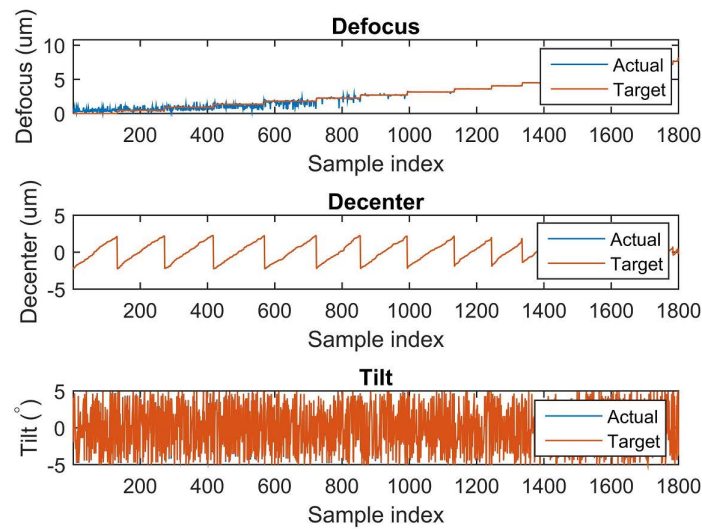 Defocus
Defocus (um)
10
5
0
Actual
Target
200 400 600 800 1000 1200 1400 1600 1800
Sample index
Decenter
Decenter (um)
5
0
-5
Actual
Target
200 400 600 800 1000 1200 1400 1600 1800
Sample index
Tilt
Tilt (°)
5
0
-5
Actual
Target
200 400 600 800 1000 1200 1400 1600 1800
Sample index